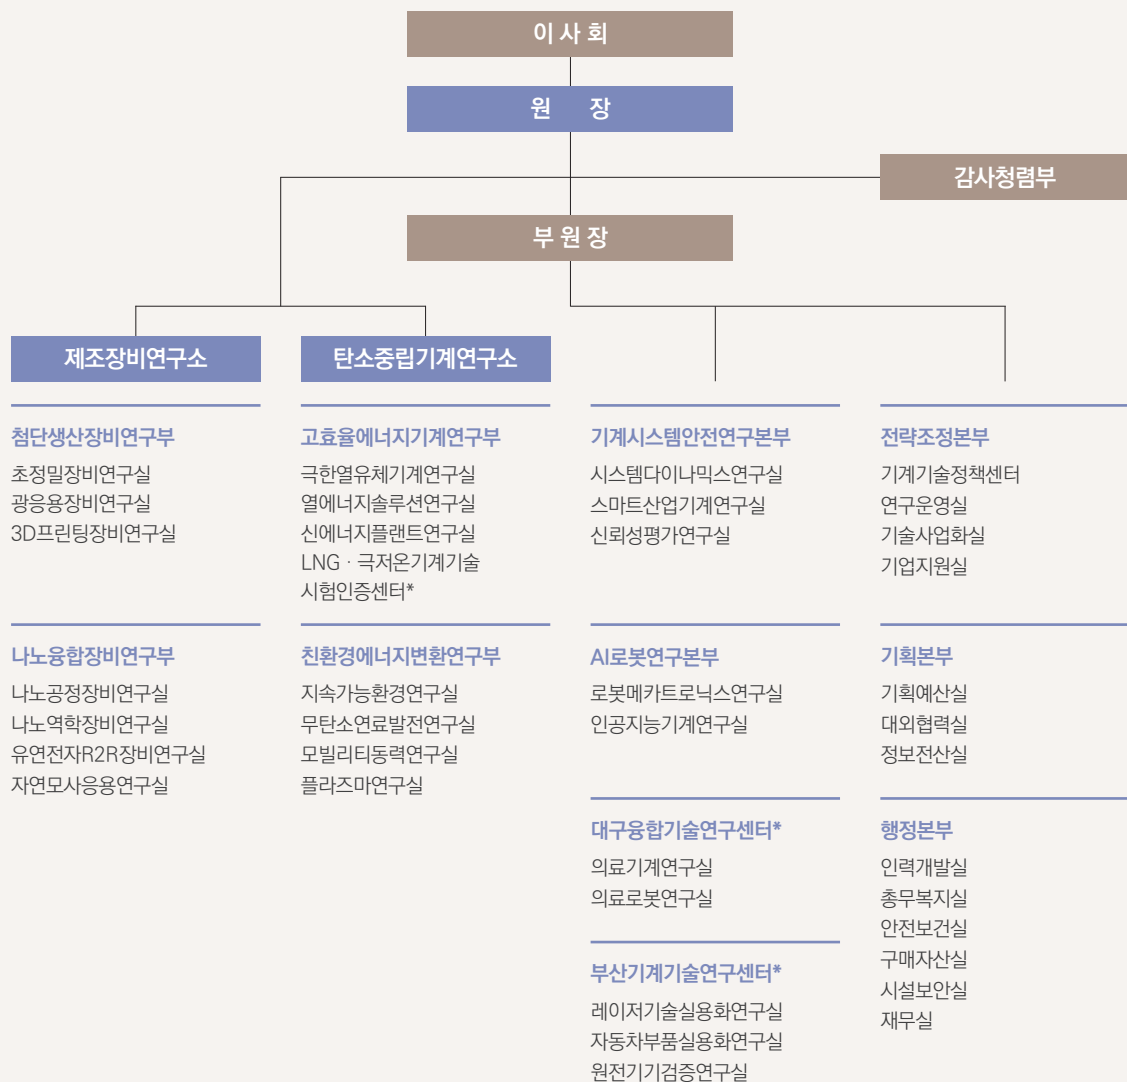 이 사 회
원 장
감사청렴부
부 원 장
제조장비연구소
첨단생산장비연구부
초정밀장비연구실
광응용장비연구실
3D프린팅장비연구실
나노융합장비연구부
나노공정장비연구실
나노역학장비연구실
유연전자R2R장비연구실
자연모사응용연구실
탄소중립기계연구소
고효율에너지기계연구부
극한열유체기계연구실
열에너지솔루션연구실
신에너지플랜트연구실
LNG · 극저온기계기술
시험인증센터*
친환경에너지변환연구부
지속가능환경연구실
무탄소연료발전연구실
모빌리티동력연구실
플라즈마연구실
기계시스템안전연구본부
시스템다이나믹스연구실
스마트산업기계연구실
신뢰성평가연구실
AI로봇연구본부
로봇메카트로닉스연구실
인공지능기계연구실
대구융합기술연구센터*
의료기계연구실
의료로봇연구실
부산기계기술연구센터*
레이저기술실용화연구실
자동차부품실용화연구실
원전기기검증연구실
전략조정본부
기계기술정책센터
연구운영실
기술사업화실
기업지원실
기획본부
기획예산실
대외협력실
정보전산실
행정본부
인력개발실
총무복지실
안전보건실
구매자산실
시설보안실
재무실